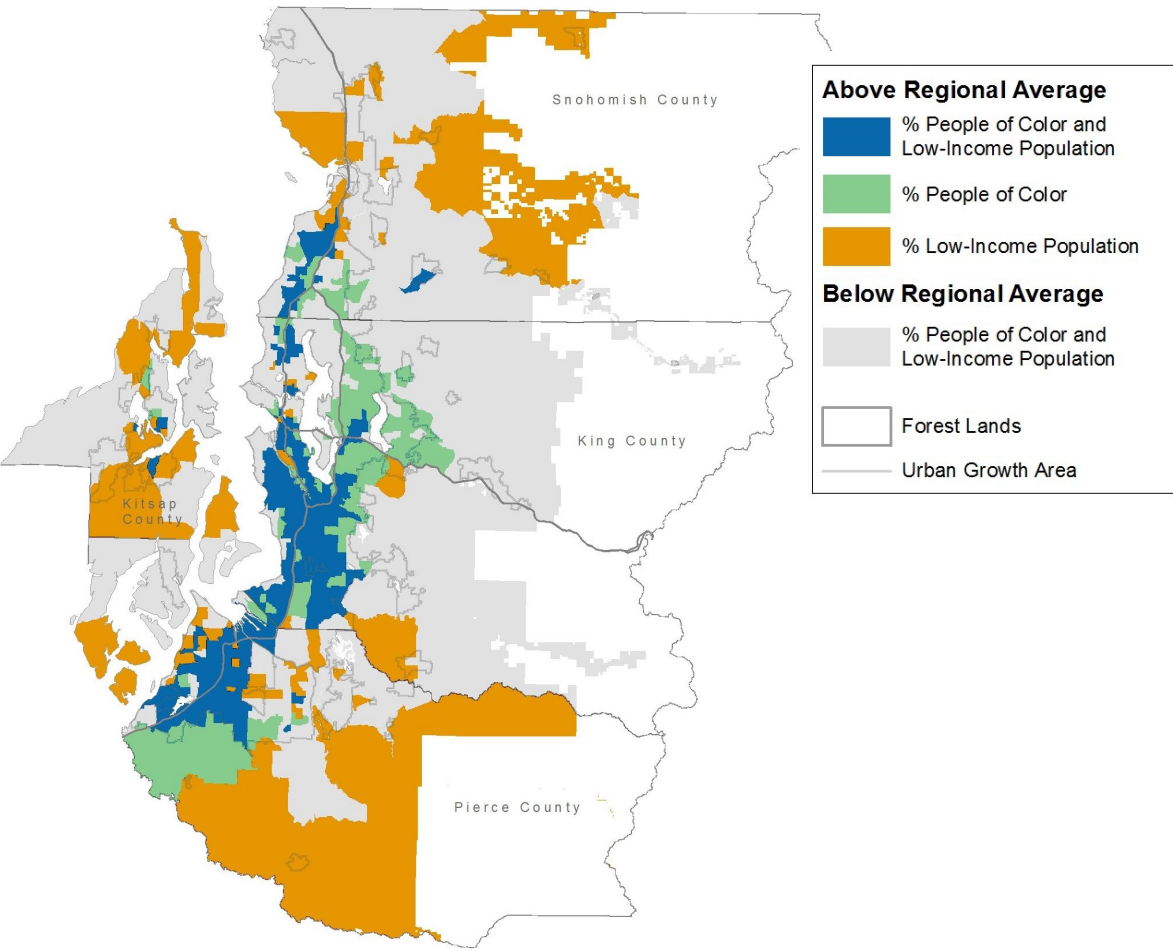 Snohomish County
King County
Kitsap
County
Pierce County
Above Regional Average
% People of Color and
Low-Income Population
% People of Color
% Low-Income Population
Below Regional Average
% People of Color and
Low-Income Population
Forest Lands
Urban Growth Area